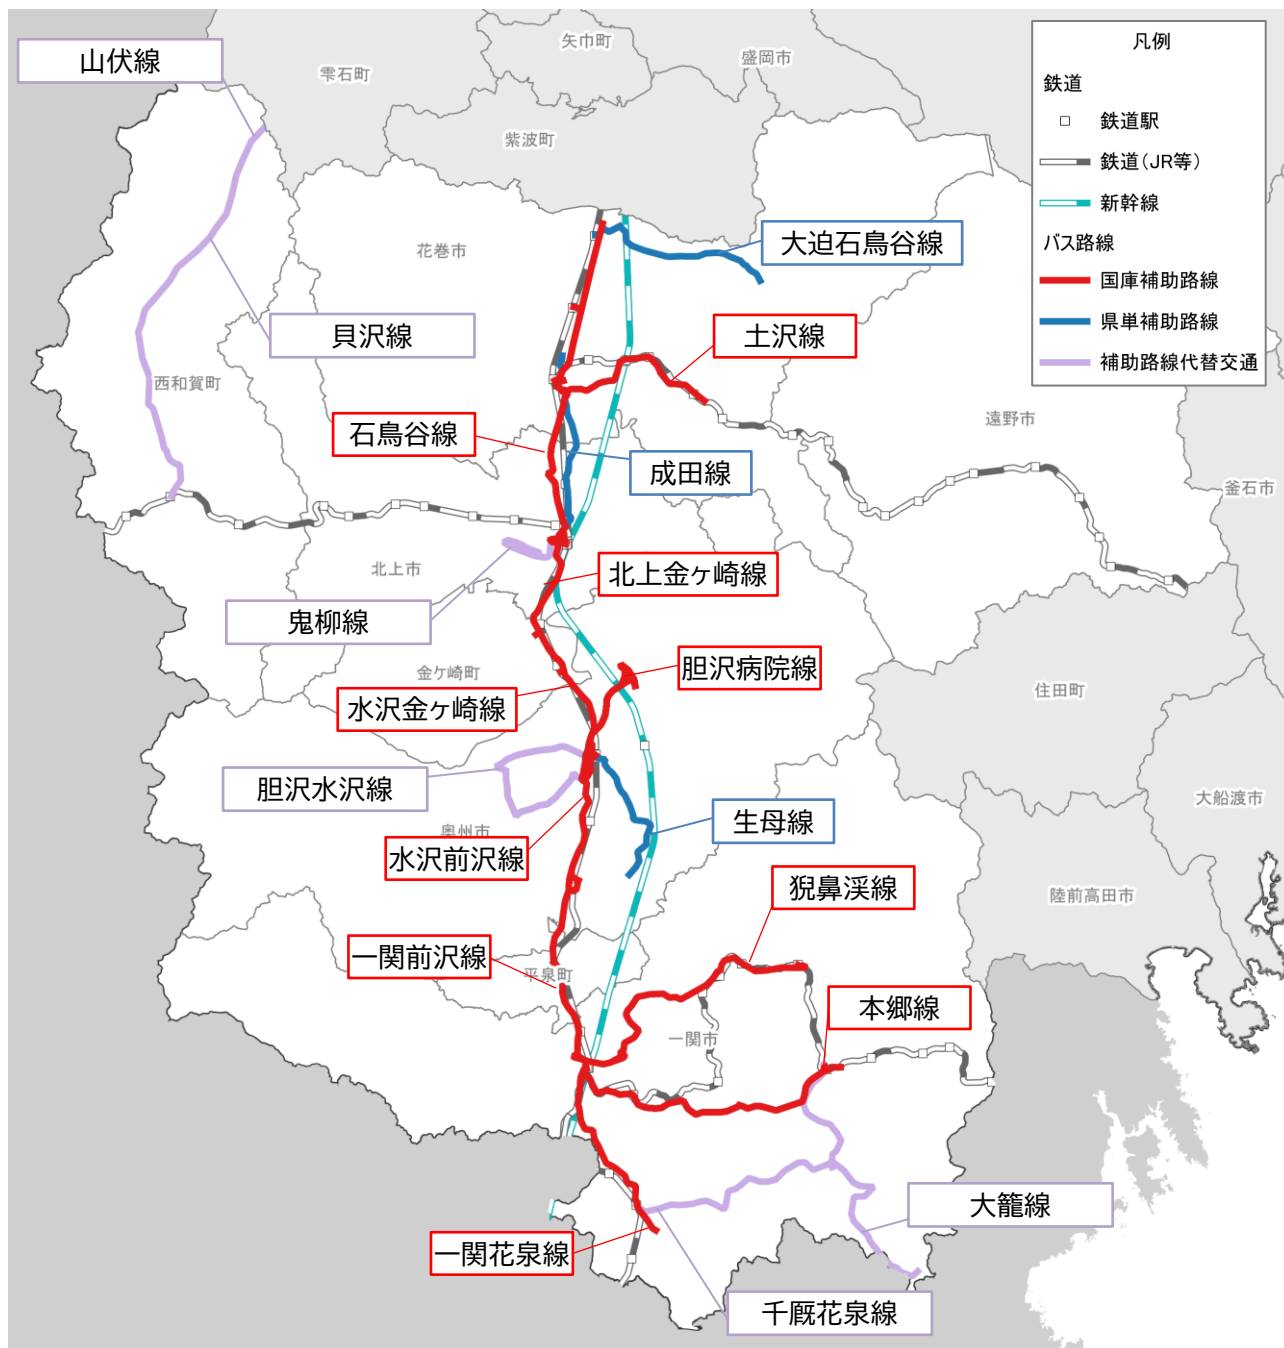 山伏線
矢巾町
盛岡市
雫石町
紫波町
凡例
鉄道
鉄道駅
鉄道（JR等）
新幹線
バス路線
国庫補助路線
県単補助路線
補助路線代替交通
花巻市
大迫石鳥谷線
貝沢線
土沢線
西和賀町
石鳥谷線
遠野市
成田線
釜石市
北上市
北上金ヶ崎線
鬼柳線
金ケ崎町
胆沢病院線
住田町
水沢金ヶ崎線
胆沢水沢線
大船渡市
奥州市
生母線
水沢前沢線
猊鼻渓線
陸前高田市
一関前沢線
平泉町
本郷線
一関市
大籠線
一関花泉線
千厩花泉線